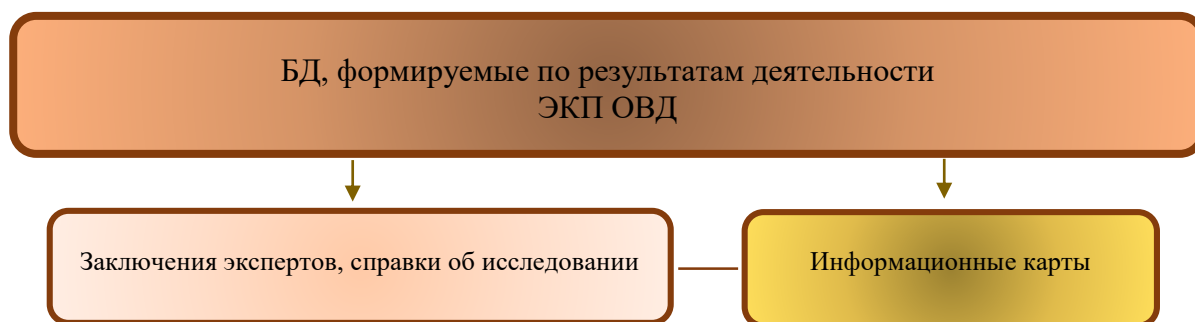 БД, формируемые по результатам деятельности
ЭКП ОВД
Заключения экспертов, справки об исследовании
Информационные карты